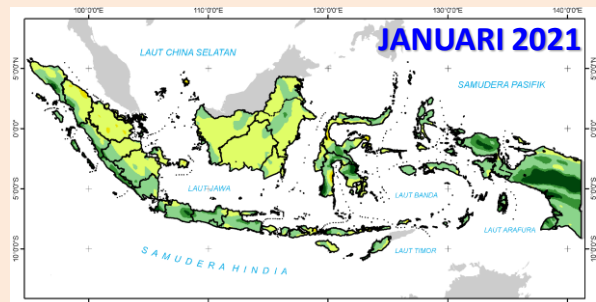 100°0'0"E 110°0'0"E 120°0'0"E 130°0'0"E 140°0'0"E
JANUARI 2021
LAUT CHINA SELATAN
SAMUDERA PASIFIK
5°0'0"N
5°0'0"N
0°0'0"
0°0'0"
LAUT JAWA
LAUT BANDA
5°0'0"S
5°0'0"S
LAUT ARAFURA
LAUT TIMOR
10°0'0"S
10°0'0"S
SAMUDERA HINDIA